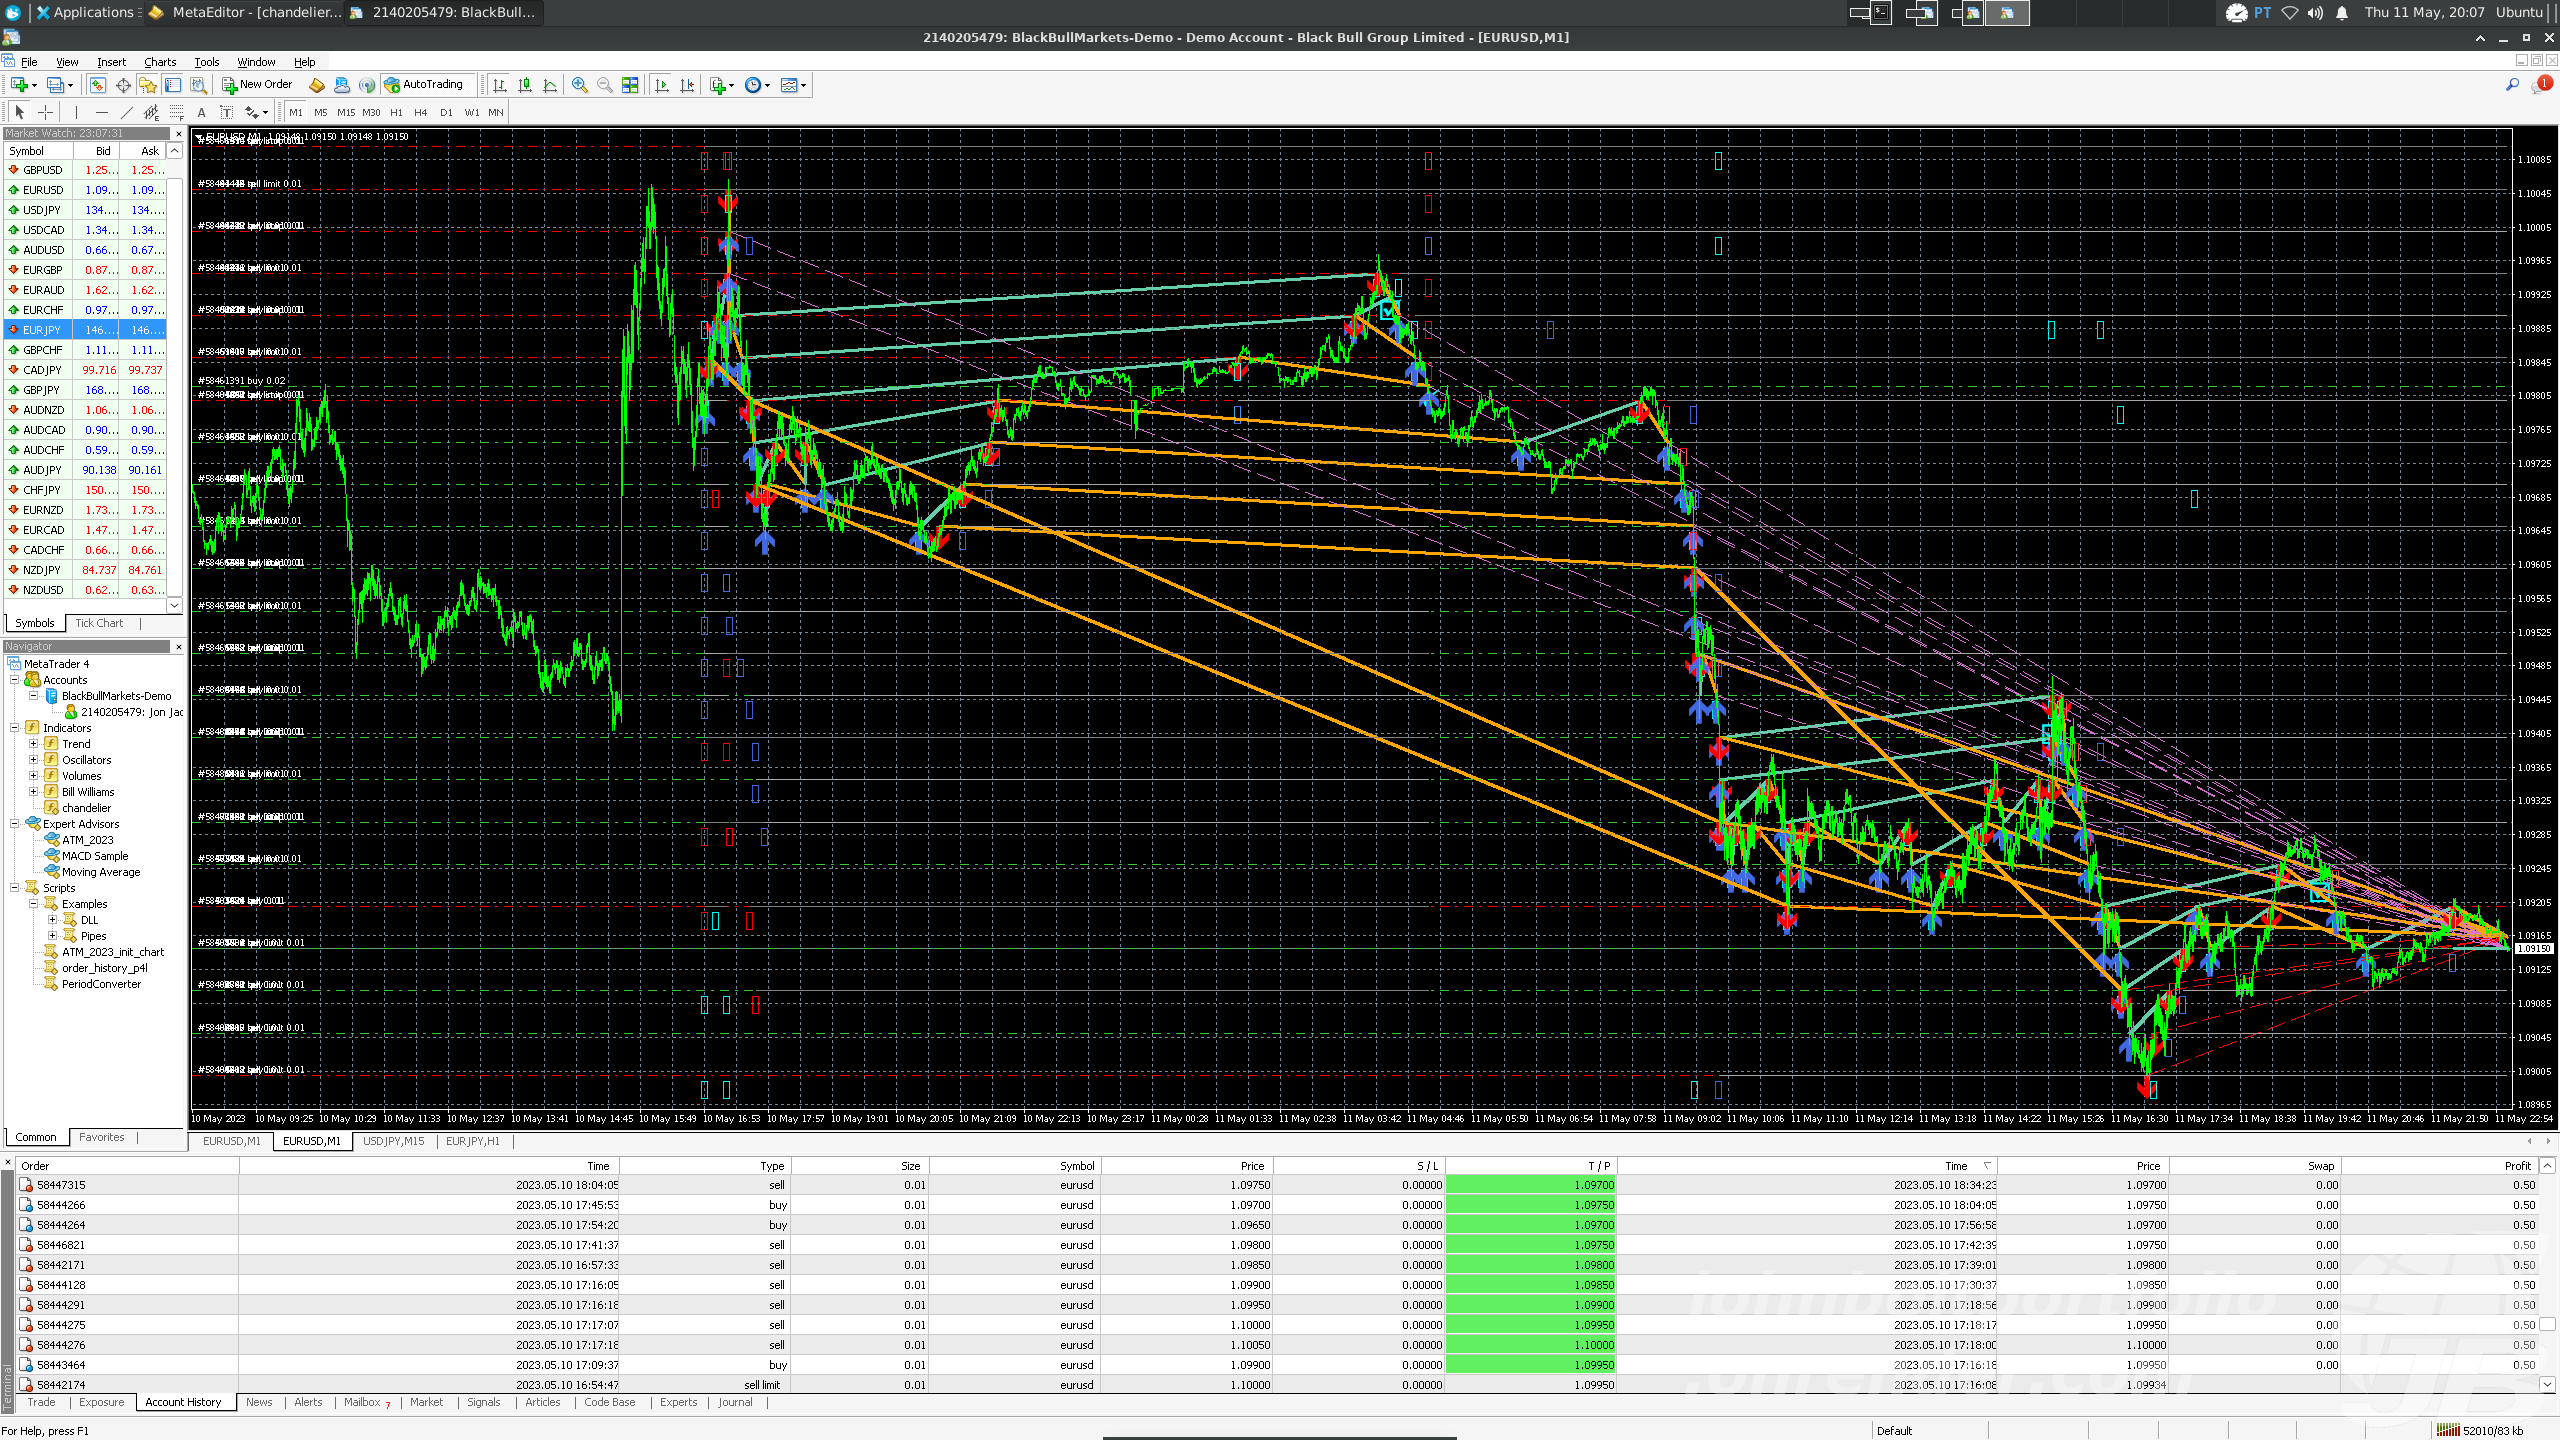 Applications
MetaEditor - [chandelier...
2140205479: BlackBull...
PT
Thu 11 May, 20:07
Ubuntu
2140205479: BlackBullMarkets-Demo - Demo Account - Black Bull Group Limited - [EURUSD,M1]
File View Insert Charts Tools Window Help
New Order
AutoTrading
1
A T
M1 M5 M15 M30 H1 H4 D1 W1 MN
Market Watch: 23:07:31
Symbol Bid Ask
GBPUSD 1.25... 1.25...
EURUSD 1.09... 1.09...
USDJPY 134.... 134....
USDCAD 1.34... 1.34...
AUDUSD 0.66... 0.67...
EURGBP 0.87... 0.87...
EURAUD 1.62... 1.62...
EURCHF 0.97... 0.97...
EURJPY 146.... 146....
GBPCHF 1.11... 1.11...
CADJPY 99.716 99.737
GBPJPY 168.... 168....
AUDNZD 1.06... 1.06...
AUDCAD 0.90... 0.90...
AUDCHF 0.59... 0.59...
AUDJPY 90.138 90.161
CHFJPY 150.... 150....
EURNZD 1.73... 1.73...
EURCAD 1.47... 1.47...
CADCHF 0.66... 0.66...
NZDJPY 84.737 84.761
NZDUSD 0.62... 0.63...
Symbols Tick Chart
Navigator
MetaTrader 4
Accounts
BlackBullMarkets-Demo
2140205479: Jon Jac
Indicators
Trend
Oscillators
Volumes
Bill Williams
chandelier
Expert Advisors
ATM_2023
MACD Sample
Moving Average
Scripts
Examples
DLL
Pipes
ATM_2023_init_chart
order_history_p4l
PeriodConverter
Common Favorites
EURUSD,M1 1.09148 1.09150 1.09148 1.09150
#58461391 buy 0.02
1.10085
1.10045
1.10005
1.09965
1.09925
1.09885
1.09845
1.09805
1.09765
1.09725
1.09685
1.09645
1.09605
1.09565
1.09525
1.09485
1.09445
1.09405
1.09365
1.09325
1.09285
1.09245
1.09205
1.09165
1.09150
1.09125
1.09085
1.09045
1.09005
1.08965
10 May 2023 10 May 09:25 10 May 10:29 10 May 11:33 10 May 12:37 10 May 13:41 10 May 14:45 10 May 15:49 10 May 16:53 10 May 17:57 10 May 19:01 10 May 20:05 10 May 21:09 10 May 22:13 10 May 23:17 11 May 00:28 11 May 01:33 11 May 02:38 11 May 03:42 11 May 04:46 11 May 05:50 11 May 06:54 11 May 07:58 11 May 09:02 11 May 10:06 11 May 11:10 11 May 12:14 11 May 13:18 11 May 14:22 11 May 15:26 11 May 16:30 11 May 17:34 11 May 18:38 11 May 19:42 11 May 20:46 11 May 21:50 11 May 22:54
EURUSD,M1 EURUSD,M1 USDJPY,M15 EURJPY,H1
Order Time Type Size Symbol Price S / L T / P Time Price Swap Profit
58447315 2023.05.10 18:04:05 sell 0.01 eurusd 1.09750 0.00000 1.09700 2023.05.10 18:34:23 1.09700 0.00 0.50
58444266 2023.05.10 17:45:53 buy 0.01 eurusd 1.09700 0.00000 1.09750 2023.05.10 18:04:05 1.09750 0.00 0.50
58444264 2023.05.10 17:54:20 buy 0.01 eurusd 1.09650 0.00000 1.09700 2023.05.10 17:56:58 1.09700 0.00 0.50
58446821 2023.05.10 17:41:37 sell 0.01 eurusd 1.09800 0.00000 1.09750 2023.05.10 17:42:39 1.09750 0.00 0.50
58442171 2023.05.10 16:57:33 sell 0.01 eurusd 1.09850 0.00000 1.09800 2023.05.10 17:39:01 1.09800 0.00 0.50
58444128 2023.05.10 17:16:05 sell 0.01 eurusd 1.09900 0.00000 1.09850 2023.05.10 17:30:37 1.09850 0.00 0.50
58444291 2023.05.10 17:16:18 sell 0.01 eurusd 1.09950 0.00000 1.09900 2023.05.10 17:18:56 1.09900 0.00 0.50
58444275 2023.05.10 17:17:07 sell 0.01 eurusd 1.10000 0.00000 1.09950 2023.05.10 17:18:17 1.09950 0.00 0.50
58444276 2023.05.10 17:17:18 sell 0.01 eurusd 1.10050 0.00000 1.10000 2023.05.10 17:18:00 1.10000 0.00 0.50
58443464 2023.05.10 17:09:37 buy 0.01 eurusd 1.09900 0.00000 1.09950 2023.05.10 17:16:18 1.09950 0.00 0.50
58442174 2023.05.10 16:54:47 sell limit 0.01 eurusd 1.10000 0.00000 1.09950 2023.05.10 17:16:08 1.09934
Terminal
Trade Exposure Account History News Alerts Mailbox 7 Market Signals Articles Code Base Experts Journal
For Help, press F1
Default
52010/83 kb